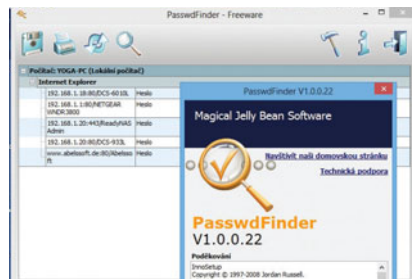 PasswdFinder - Freeware
Počítač: YOGA-PC (Lokální počítač)
Internet Explorer
192.168.1.18:80/DCS-6010L Heslo
192.168.1.1:80/NETGEAR Heslo
WNDR3800
192.168.1.20:443/ReadyNAS Heslo
Admin
192.168.1.20:80/DCS-933L Heslo
www.abelssoft.de:80/Abelsso Heslo
ft
PasswdFinder V1.0.0.22
Magical Jelly Bean Software
Navštívit naši domovskou stránku
Technická podpora
PasswdFinder
V1.0.0.22
Poděkování
InnoSetup
Copyright © 1997-2008 Jordan Russell.